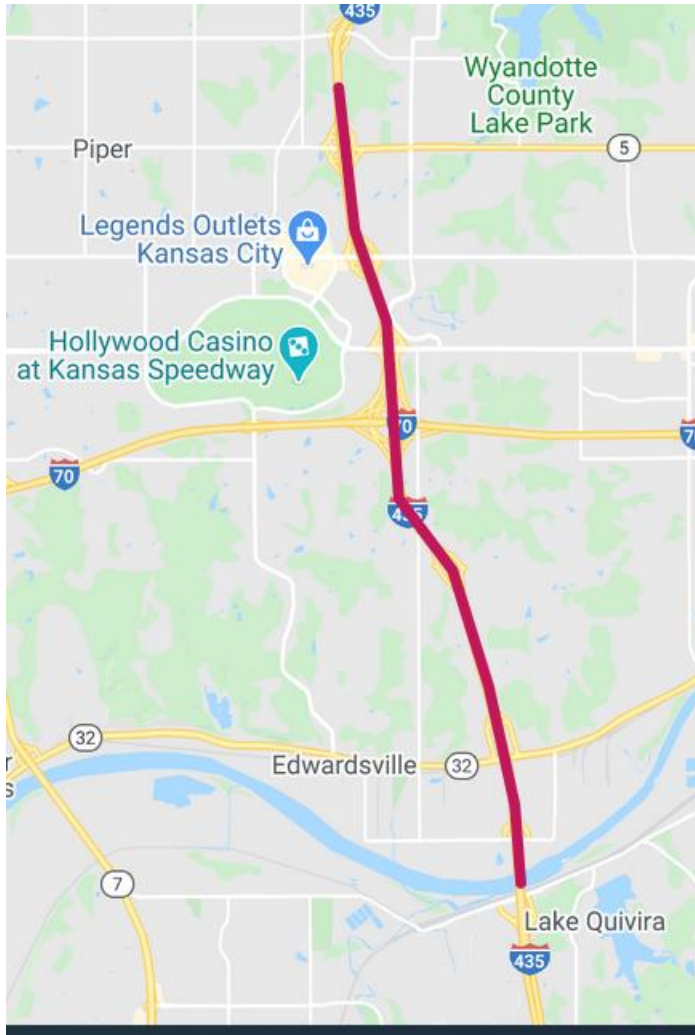 435
Wyandotte
County
Lake Park
Piper
5
Legends Outlets
Kansas City
Hollywood Casino
at Kansas Speedway
70
70
435
32
Edwardsville
32
7
Lake Quivira
435